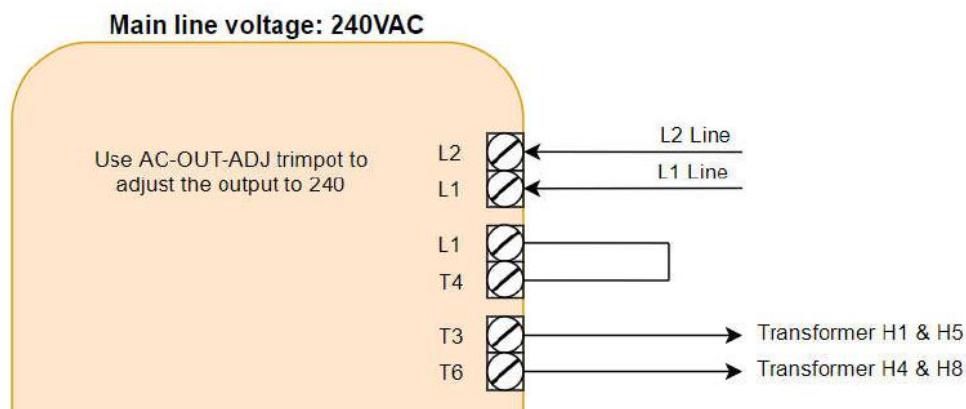 Main line voltage: 240VAC
Use AC-OUT-ADJ trimpot to
adjust the output to 240
L2
L2 Line
L1
L1 Line
L1
T4
T3
Transformer H1 & H5
T6
Transformer H4 & H8